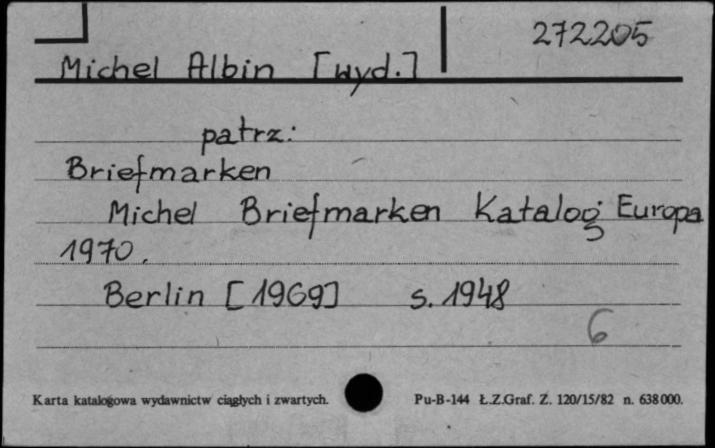 272205
Michel Albin [wyd.]
patrz:
Briefmarken
Michel Briefmarken Katalog Europa
1970.
Berlin [1969] s. 1948
6
Karta katalogowa wydawnictw ciągłych i zwartych. Pu-B-144 Ł.Z.Graf. Z. 120/15/82 n. 638000.